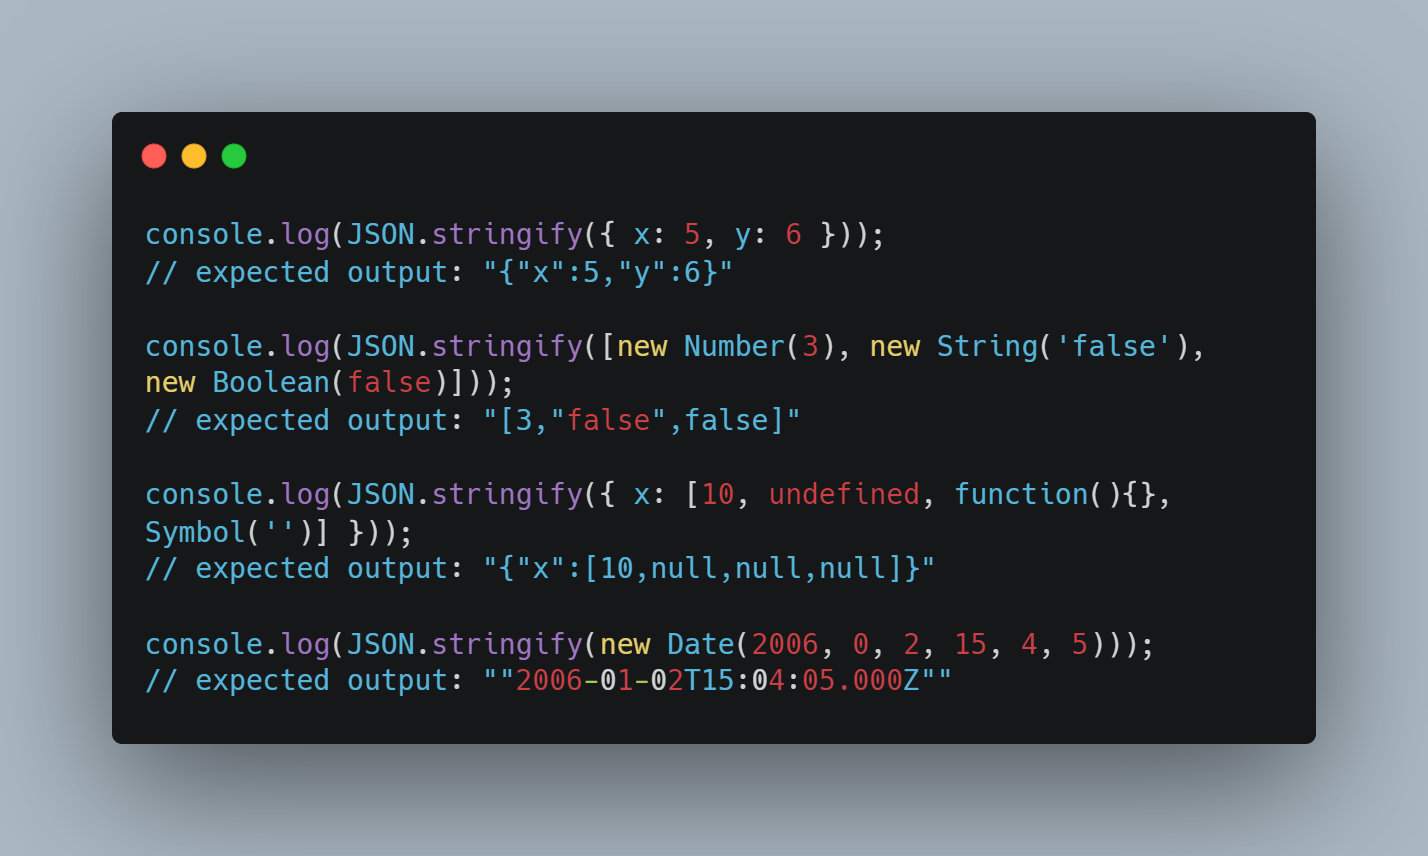 console.log(JSON.stringify({ x: 5, y: 6 }));
// expected output: "{"x":5,"y":6}"
console.log(JSON.stringify([new Number(3), new String('false'),
new Boolean(false)]));
// expected output: "[3,"false",false]"
console.log(JSON.stringify({ x: [10, undefined, function(){},
Symbol('')] }));
// expected output: "{"x":[10,null,null,null]}"
console.log(JSON.stringify(new Date(2006, 0, 2, 15, 4, 5)));
// expected output: ""2006-01-02T15:04:05.000Z""